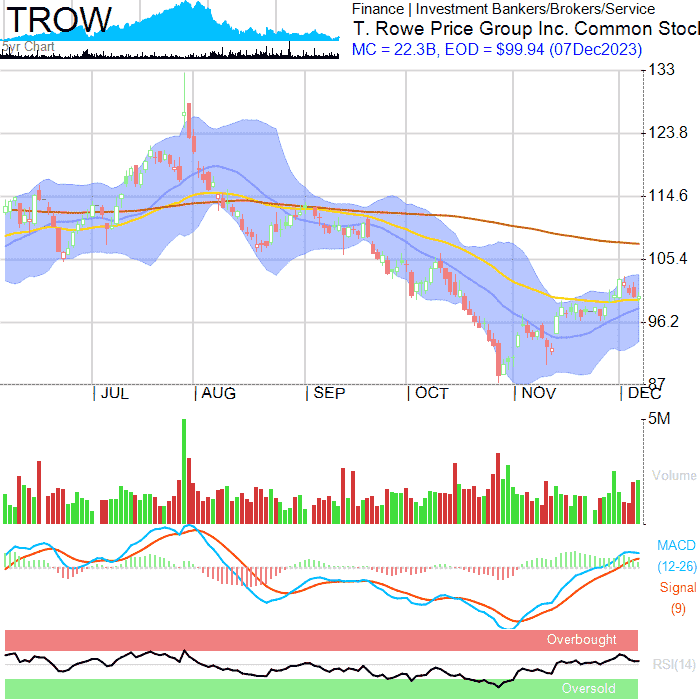 TROW
5yr Chart
Finance | Investment Bankers/Brokers/Service
T. Rowe Price Group Inc. Common Stoc
MC = 22.3B, EOD = $99.94 (07Dec2023)
133
123.8
114.6
105.4
96.2
87
JUL AUG SEP OCT NOV DEC
5M
Volume
MACD
(12-26)
Signal
(9)
Overbought
RSI(14)
Oversold